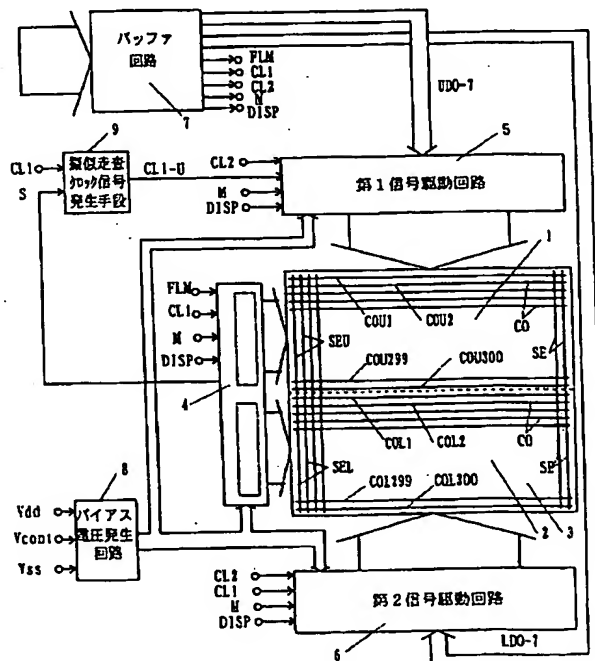 バッファ
回路
7
FLM
CL1
CL2
M
DISP
UD0-7
9
CL1
S
擬似走査
クロック信号
発生手段
CL1-U
CL2
M
DISP
5
第1信号駆動回路
1
FLM
CL1
M
DISP
4
COU1
COU2
CO
SEU
SE
COU299
COU300
COL1
COL2
CO
SEL
SE
COL299
COL300
2
3
8
Vdd
Vcont
Vss
バイアス
電圧発生
回路
CL2
CL1
M
DISP
第2信号駆動回路
6
LD0-7